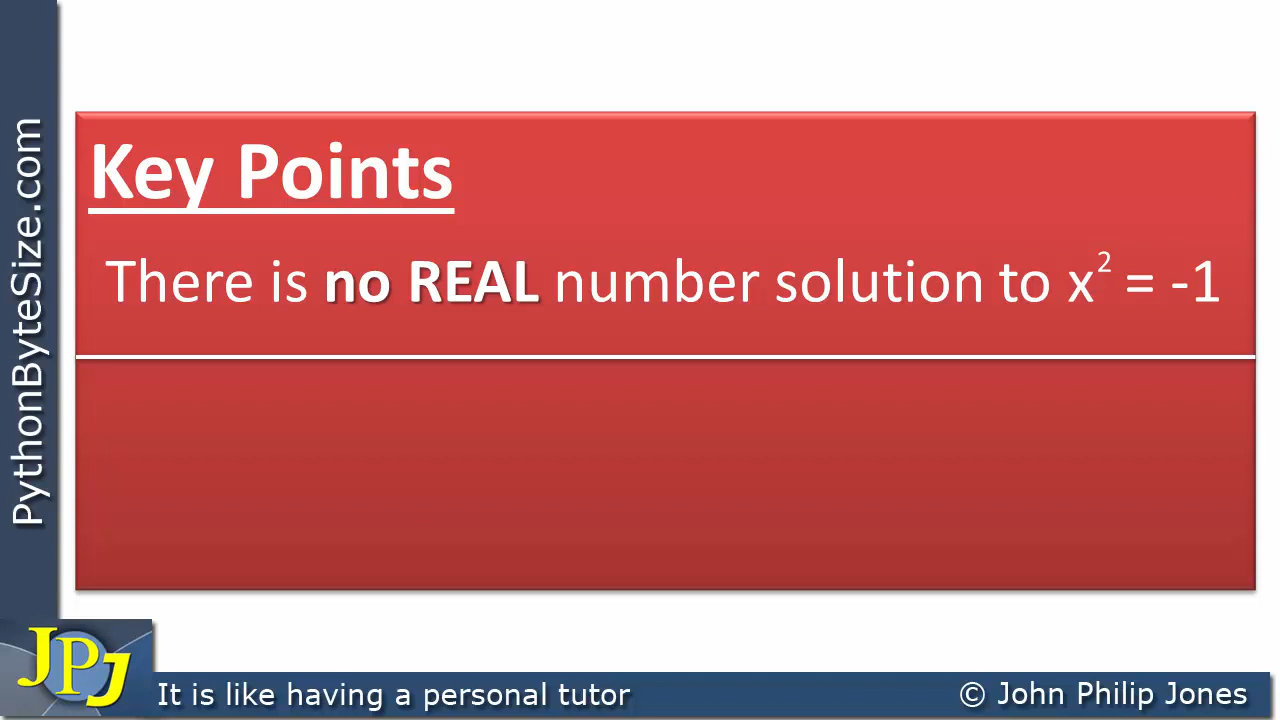 Key Points
There is no REAL number solution to x² = -1
PythonByteSize.com
JPJ
It is like having a personal tutor
© John Philip Jones